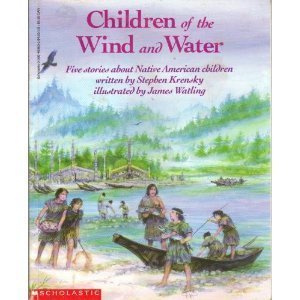 Children of the
Wind and Water
Five stories about Native American children
written by Stephen Krensky
illustrated by James Watling
SCHOLASTIC